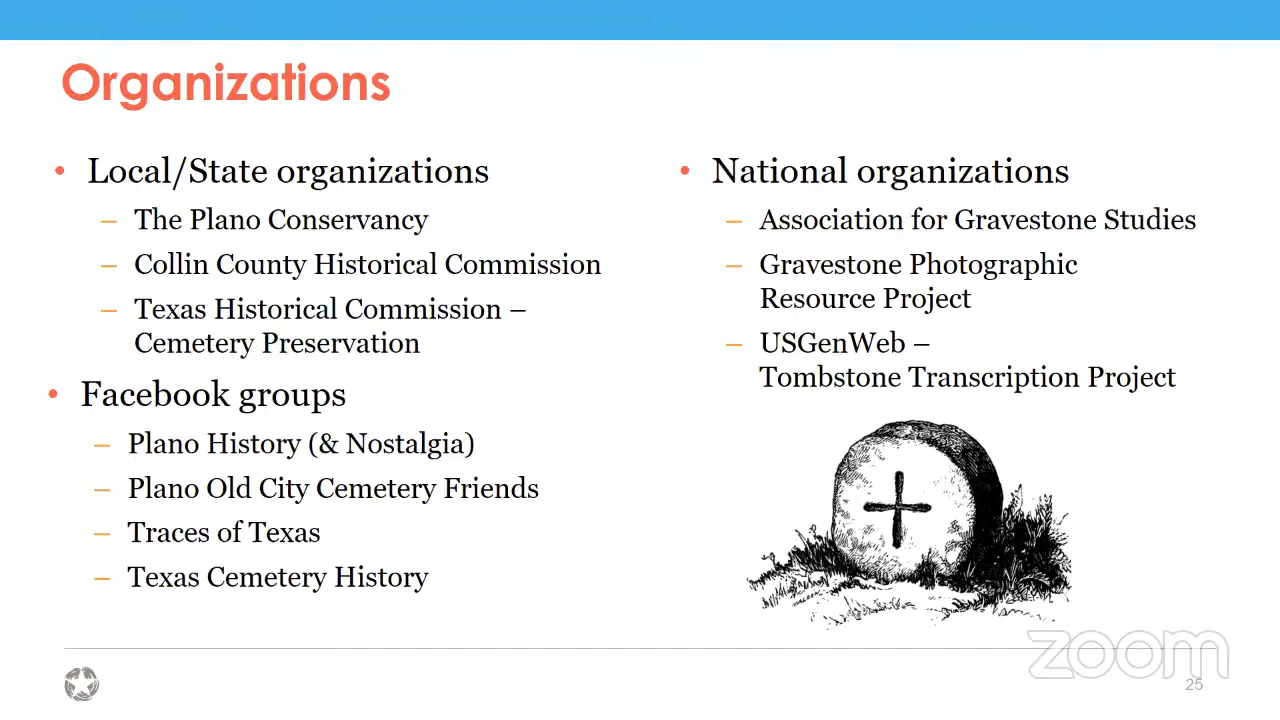 Organizations
• Local/State organizations
– The Plano Conservancy
– Collin County Historical Commission
– Texas Historical Commission –
Cemetery Preservation
• Facebook groups
– Plano History (& Nostalgia)
– Plano Old City Cemetery Friends
– Traces of Texas
– Texas Cemetery History
• National organizations
– Association for Gravestone Studies
– Gravestone Photographic
Resource Project
– USGenWeb –
Tombstone Transcription Project
zoom
25